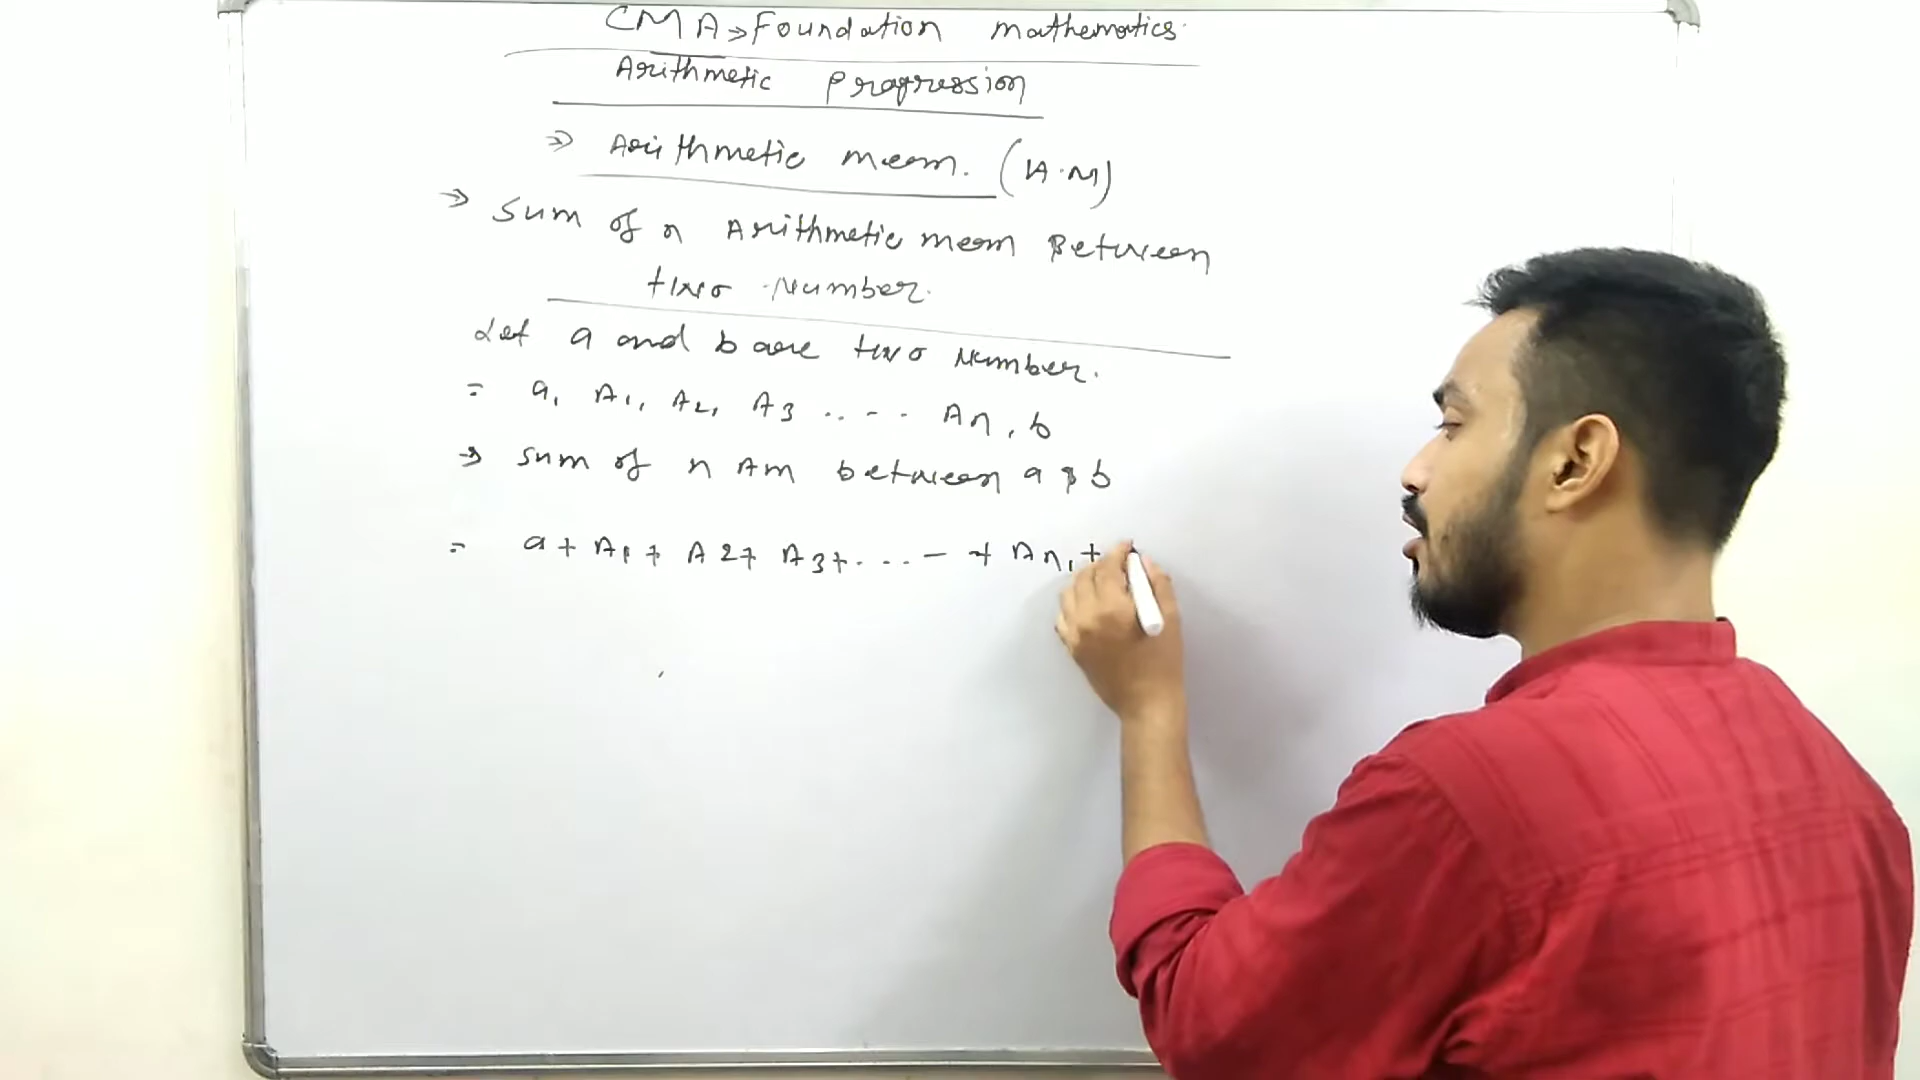 CMA → Foundation mathematics.
Arithmetic Progression
⇒ Arithmetic mean. (A.M)
⇒ Sum of n Arithmetic mean Between
two Number.
Let a and b are two Number.
= a, A1, A2, A3 ..... An, b
→ Sum of n Am between a & b
= a + A1 + A2 + A3 + .... - + An, +